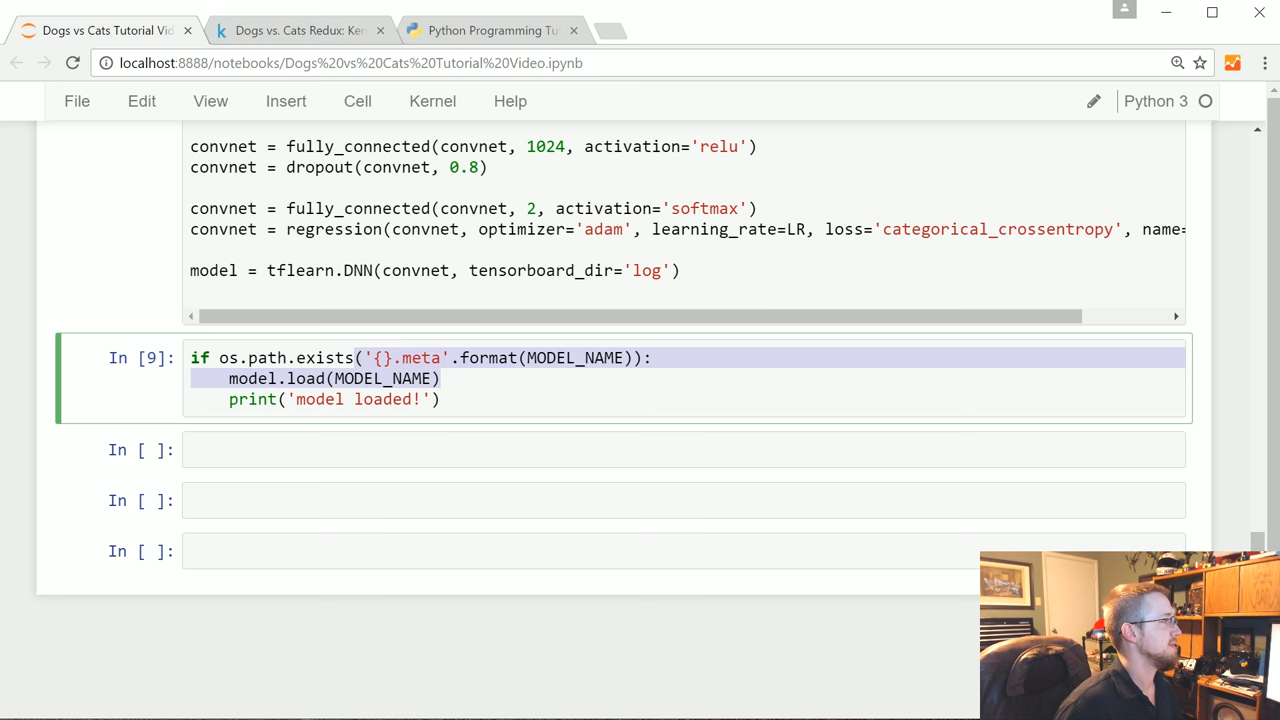 Dogs vs Cats Tutorial Vid
Dogs vs. Cats Redux: Ker
Python Programming Tu
localhost:8888/notebooks/Dogs%20vs%20Cats%20Tutorial%20Video.ipynb
File Edit View Insert Cell Kernel Help Python 3
convnet = fully_connected(convnet, 1024, activation='relu')
convnet = dropout(convnet, 0.8)
convnet = fully_connected(convnet, 2, activation='softmax')
convnet = regression(convnet, optimizer='adam', learning_rate=LR, loss='categorical_crossentropy', name=
model = tflearn.DNN(convnet, tensorboard_dir='log')
In [9]: if os.path.exists('{}.meta'.format(MODEL_NAME)):
model.load(MODEL_NAME)
print('model loaded!')
In [ ]:
In [ ]:
In [ ]: